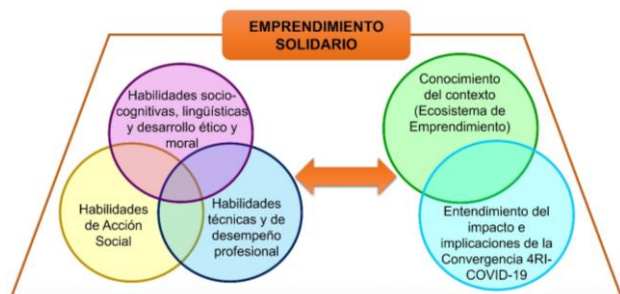 EMPRENDIMIENTO
SOLIDARIO
Habilidades socio-
cognitivas, lingüísticas
y desarrollo ético y
moral
Habilidades
de Acción
Social
Habilidades
técnicas y de
desempeño
profesional
Conocimiento
del contexto
(Ecosistema de
Emprendimiento)
Entendimiento del
impacto e
implicaciones de la
Convergencia 4RI-
COVID-19